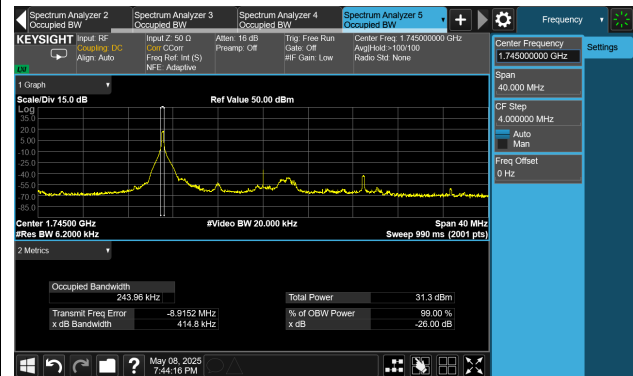 Spectrum Analyzer 2
Occupied BW
Spectrum Analyzer 3
Occupied BW
Spectrum Analyzer 4
Occupied BW
Spectrum Analyzer 5
Occupied BW
Frequency
KEYSIGHT
Input: RF
Coupling: DC
Align: Auto
Input Z: 50 Ω
Corr CCorr
Freq Ref: Int (S)
NFE: Adaptive
Atten: 16 dB
Preamp: Off
Trig: Free Run
Gate: Off
#IF Gain: Low
Center Freq: 1.745000000 GHz
Avg|Hold:>100/100
Radio Std: None
Center Frequency
1.745000000 GHz
Settings
Span
40.000 MHz
CF Step
4.000000 MHz
Auto
Man
Freq Offset
0 Hz
1 Graph
Scale/Div 15.0 dB
Ref Value 50.00 dBm
Log
35.0
20.0
5.00
-10.0
-25.0
-40.0
-55.0
-70.0
-85.0
Center 1.74500 GHz
#Video BW 20.000 kHz
Span 40 MHz
#Res BW 6.2000 kHz
Sweep 990 ms (2001 pts)
2 Metrics
Occupied Bandwidth
243.96 kHz
Total Power
31.3 dBm
Transmit Freq Error
-8.9152 MHz
% of OBW Power
99.00 %
x dB Bandwidth
414.8 kHz
x dB
-26.00 dB
May 08, 2025
7:44:16 PM